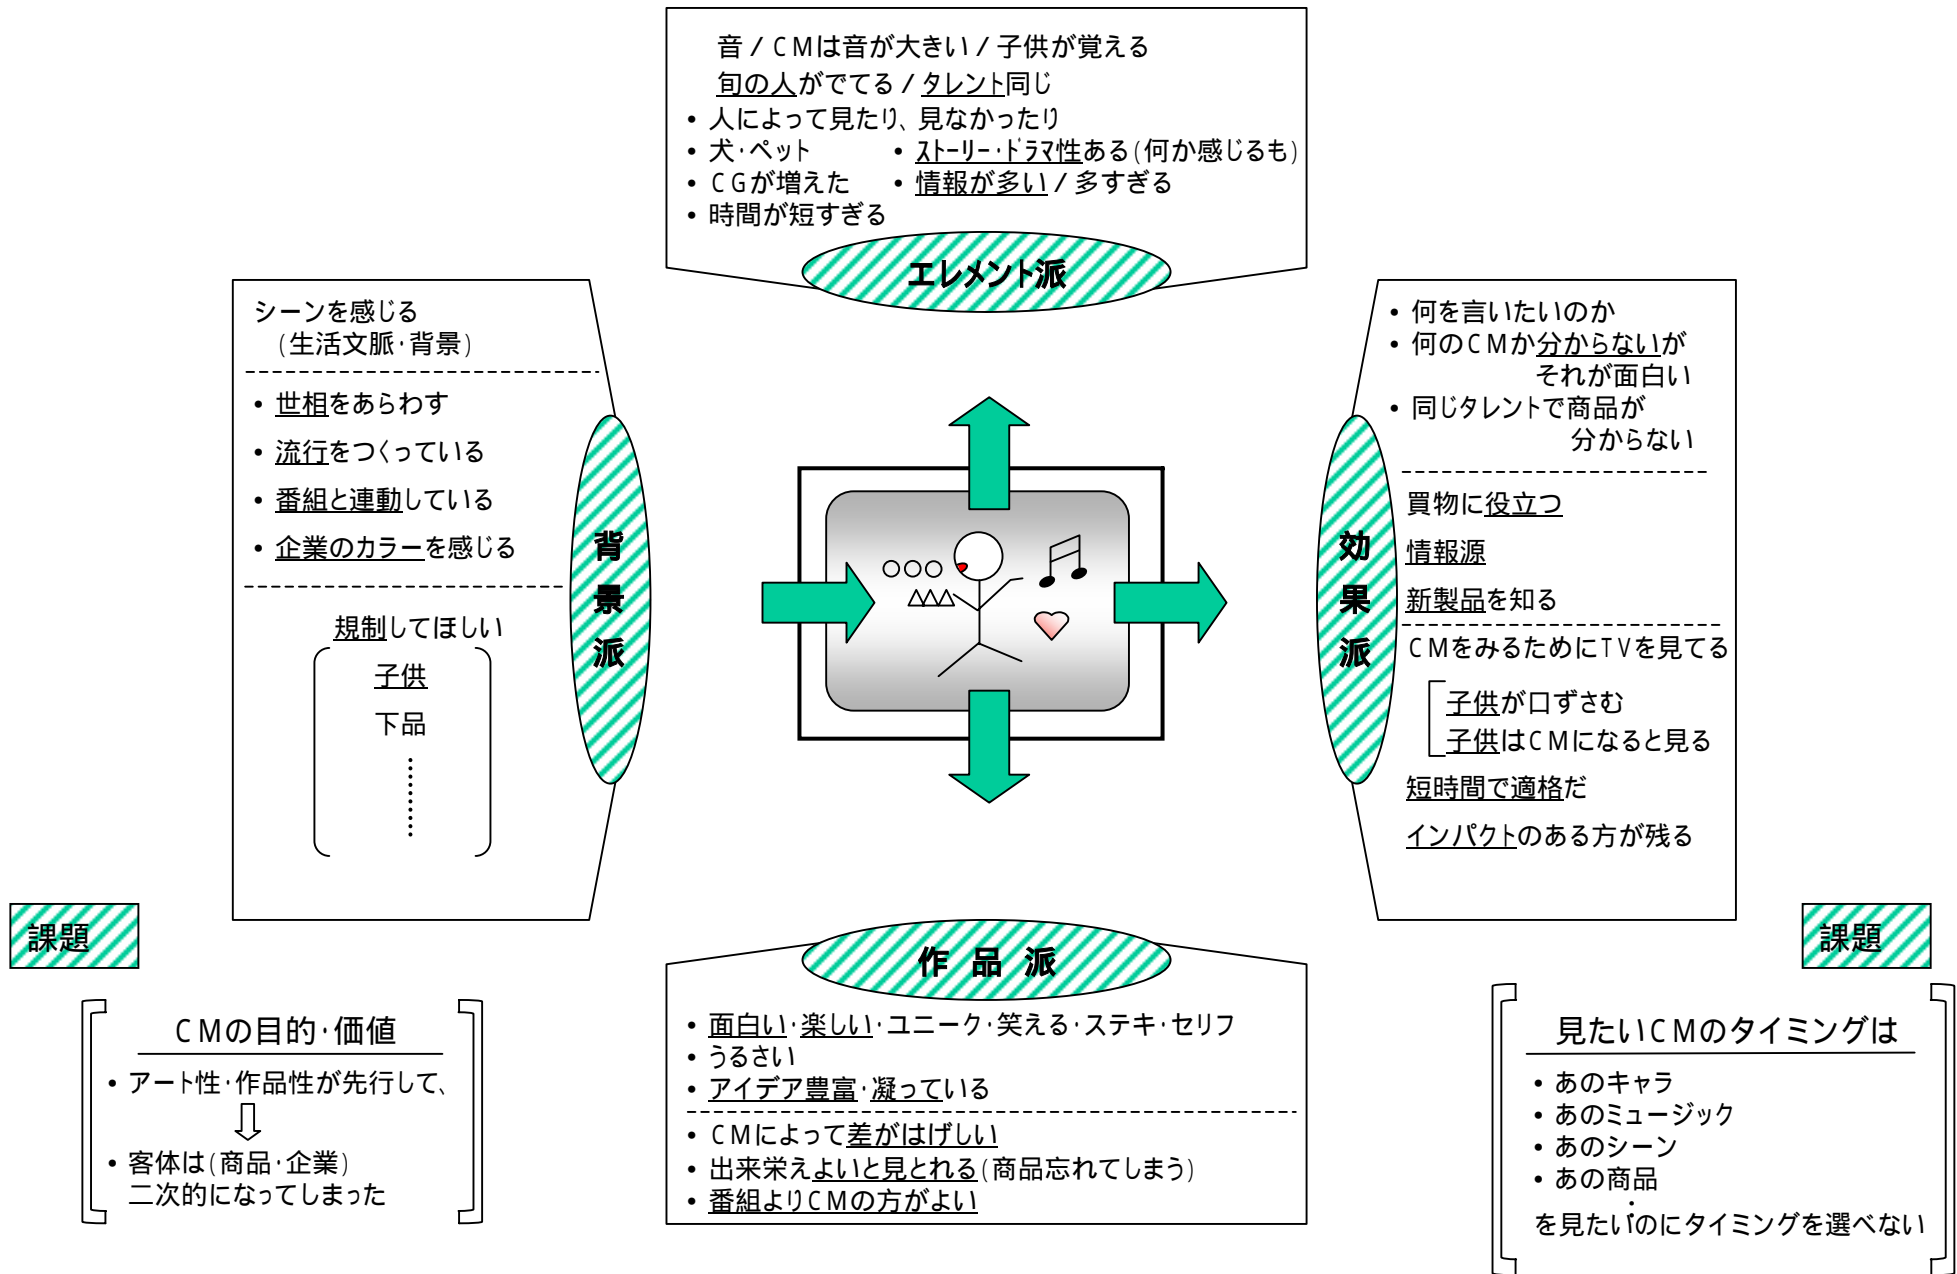 音 / CMは音が大きい / 子供が覚える
旬の人がでてる / タレント同じ
• 人によって見たり、見なかったり
• 犬・ペット • ストーリー・ドラマ性ある(何か感じるも)
• CGが増えた • 情報が多い / 多すぎる
• 時間が短すぎる
エレメント派
シーンを感じる
(生活文脈・背景)
• 世相をあらわす
• 流行をつくっている
• 番組と連動している
• 企業のカラーを感じる
規制してほしい
子供
下品
背景派
• 何を言いたいのか
• 何のCMか分からないが
それが面白い
• 同じタレントで商品が
分からない
買物に役立つ
情報源
新製品を知る
CMをみるためにTVを見てる
子供が口ずさむ
子供はCMになると見る
短時間で適格だ
インパクトのある方が残る
効果派
作品派
• 面白い・楽しい・ユニーク・笑える・ステキ・セリフ
• うるさい
• アイデア豊富・凝っている
• CMによって差がはげしい
• 出来栄えよいと見とれる(商品忘れてしまう)
• 番組よりCMの方がよい
課題
CMの目的・価値
• アート性・作品性が先行して、
• 客体は(商品・企業)
二次的になってしまった
課題
見たいCMのタイミングは
• あのキャラ
• あのミュージック
• あのシーン
• あの商品
を見たいのにタイミングを選べない